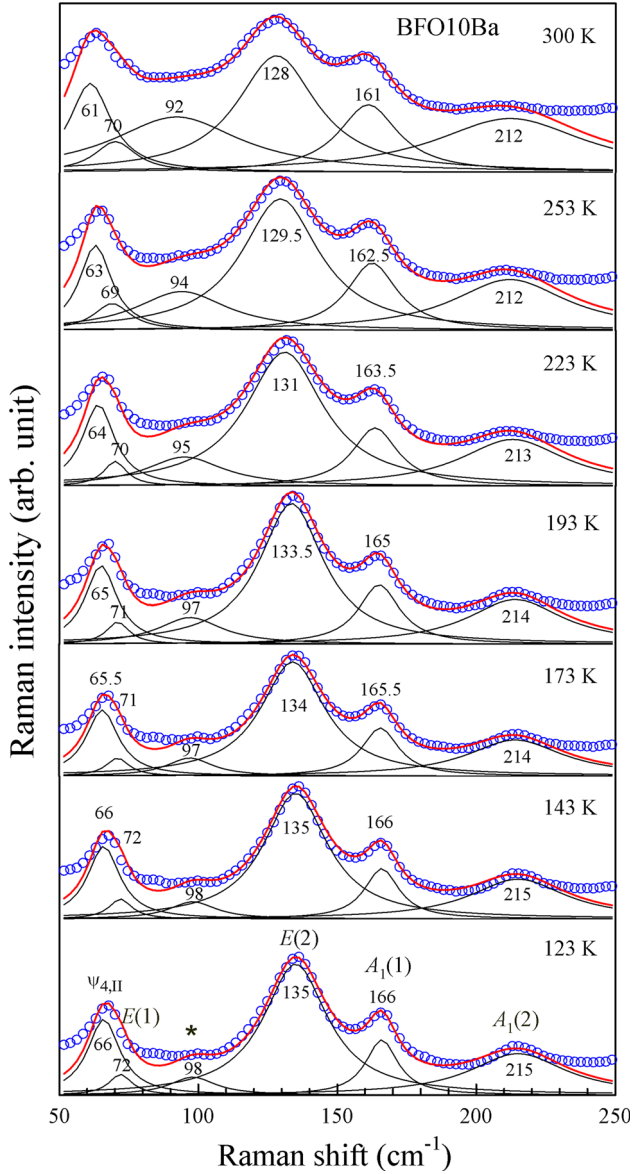 BFO10Ba
300 K
61
70
92
128
161
212
253 K
63
69
94
129.5
162.5
212
223 K
64
70
95
131
163.5
213
193 K
65
71
97
133.5
165
214
173 K
65.5
71
97
134
165.5
214
143 K
66
72
98
135
166
215
123 K
ψ4,II
E(1)
*
E(2)
A1(1)
A1(2)
66
72
98
135
166
215
50 100 150 200 250
Raman shift (cm-1)
Raman intensity (arb. unit)